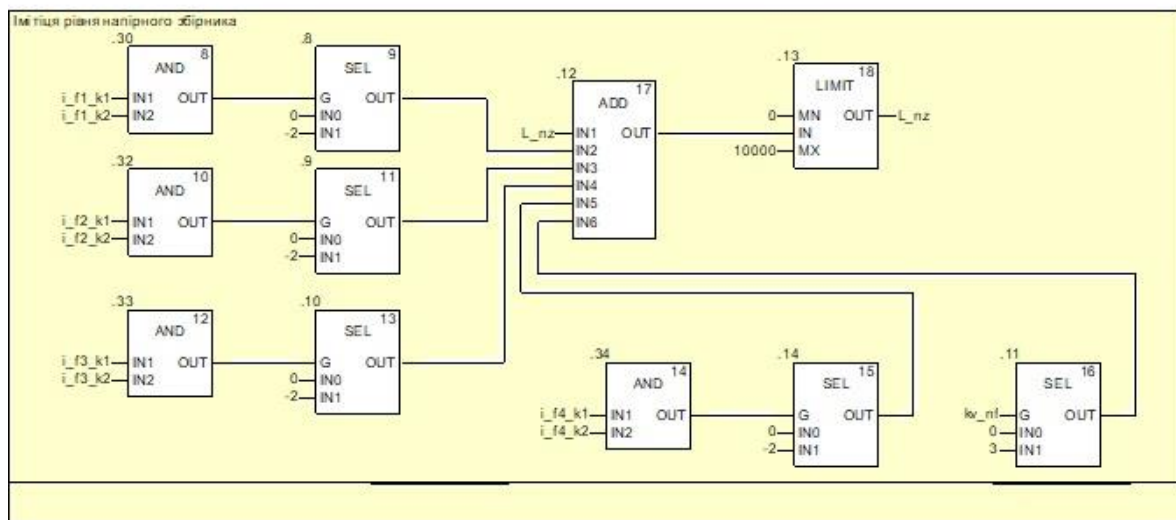 Імітіця рівня напірного збірника
.30
8
AND
i_f1_k1 IN1 OUT
i_f1_k2 IN2
.8
9
SEL
G OUT
0 IN0
-2 IN1
.12
17
ADD
L_nz IN1 OUT
IN2
IN3
IN4
IN5
IN6
.13
18
LIMIT
0 MN OUT L_nz
IN
10000 MX
.32
10
AND
i_f2_k1 IN1 OUT
i_f2_k2 IN2
.9
11
SEL
G OUT
0 IN0
-2 IN1
.33
12
AND
i_f3_k1 IN1 OUT
i_f3_k2 IN2
.10
13
SEL
G OUT
0 IN0
-2 IN1
.34
14
AND
i_f4_k1 IN1 OUT
i_f4_k2 IN2
.14
15
SEL
G OUT
0 IN0
-2 IN1
.11
16
SEL
kv_nf G OUT
0 IN0
3 IN1